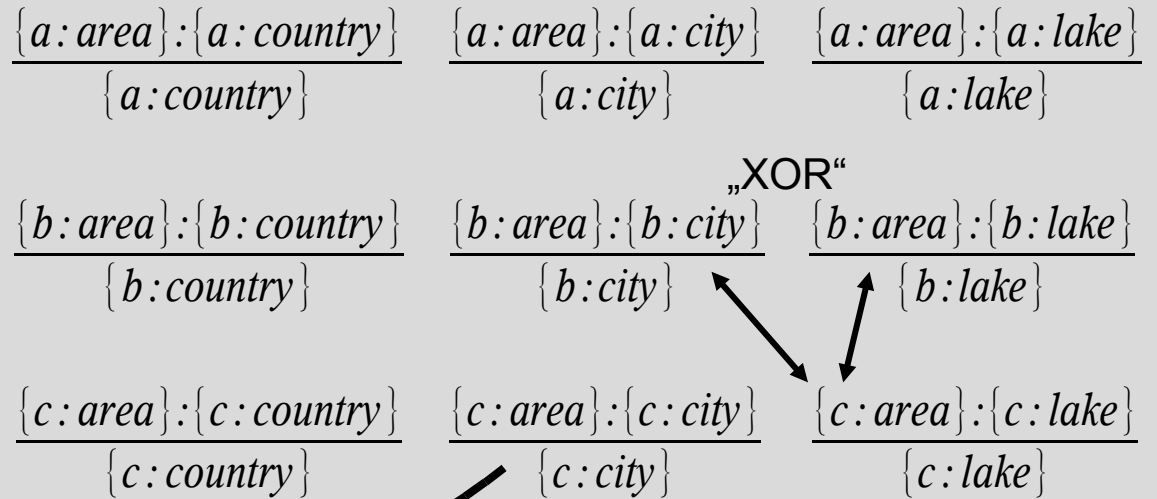 {a : area} : {a : country} {a : area} : {a : city} {a : area} : {a : lake}
{a : country} {a : city} {a : lake}
„XOR“
{b : area} : {b : country} {b : area} : {b : city} {b : area} : {b : lake}
{b : country} {b : city} {b : lake}
{c : area} : {c : country} {c : area} : {c : city} {c : area} : {c : lake}
{c : country} {c : city} {c : lake}